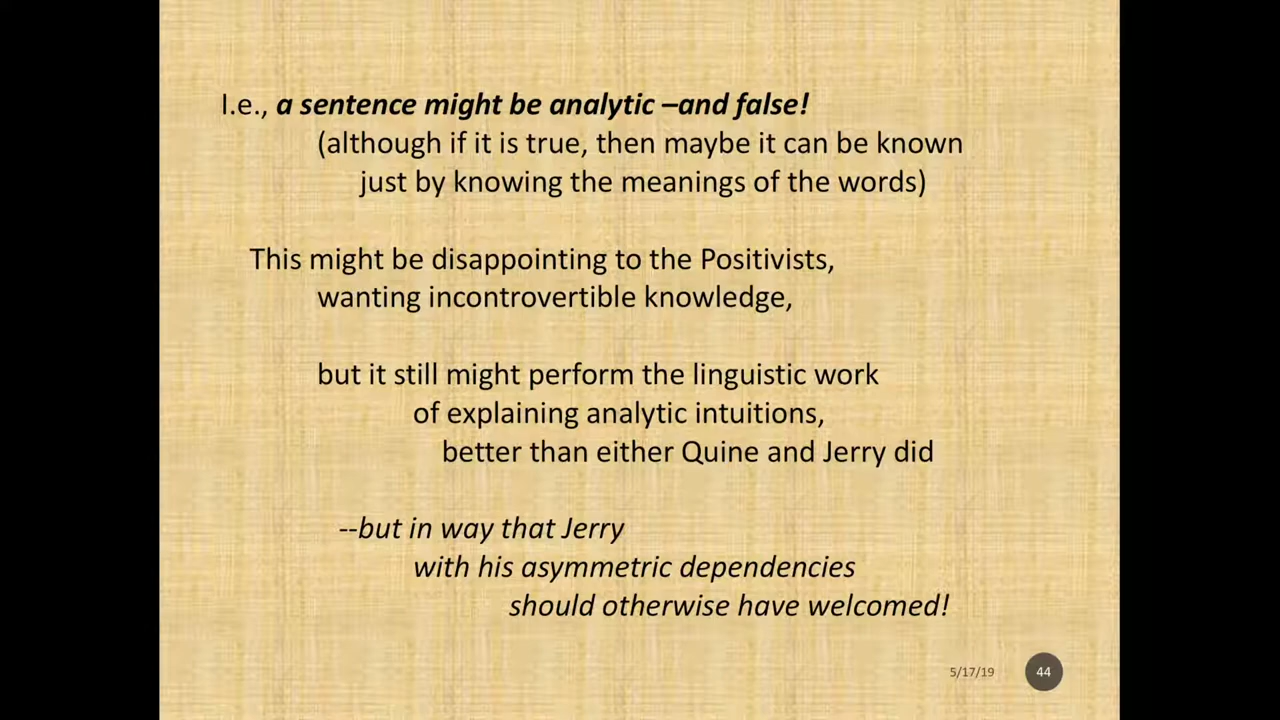 I.e., a sentence might be analytic –and false!
(although if it is true, then maybe it can be known
just by knowing the meanings of the words)
This might be disappointing to the Positivists,
wanting incontrovertible knowledge,
but it still might perform the linguistic work
of explaining analytic intuitions,
better than either Quine and Jerry did
--but in way that Jerry
with his asymmetric dependencies
should otherwise have welcomed!
5/17/19 44